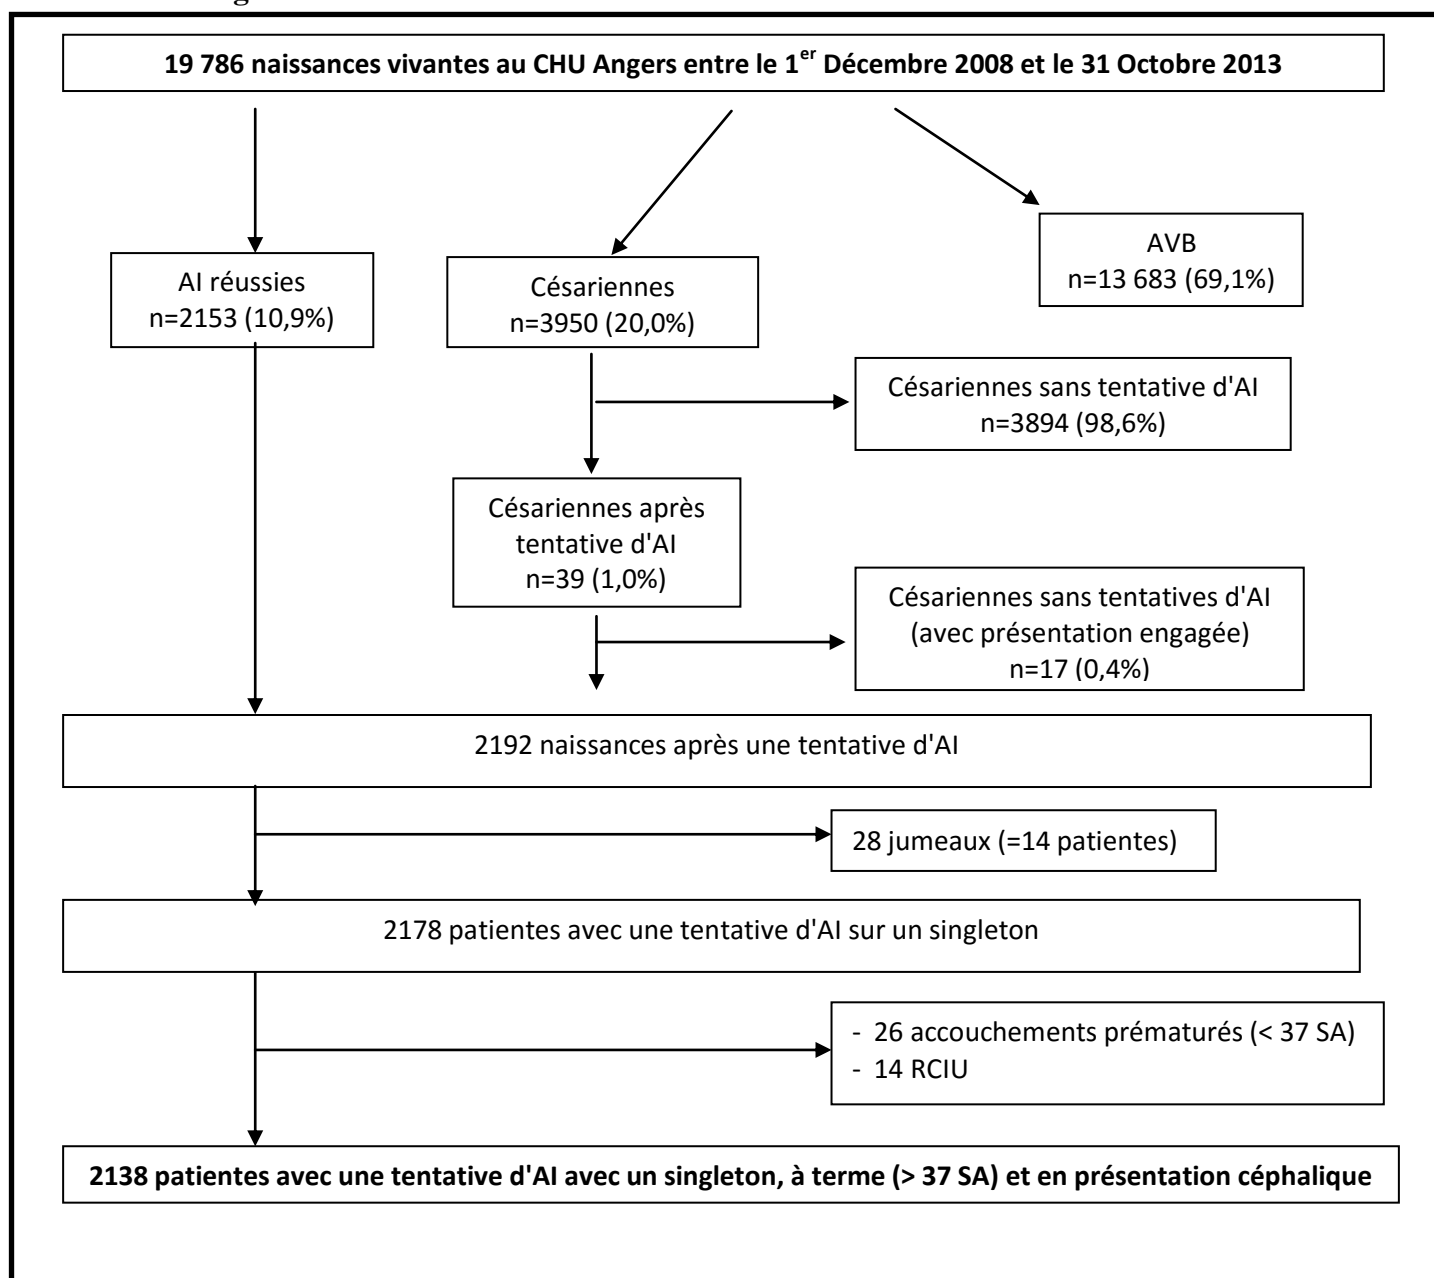 19 786 naissances vivantes au CHU Angers entre le 1er Décembre 2008 et le 31 Octobre 2013
AVB
n=13 683 (69,1%)
AI réussies
n=2153 (10,9%)
Césariennes
n=3950 (20,0%)
Césariennes sans tentative d'AI
n=3894 (98,6%)
Césariennes après
tentative d'AI
n=39 (1,0%)
Césariennes sans tentatives d'AI
(avec présentation engagée)
n=17 (0,4%)
2192 naissances après une tentative d'AI
28 jumeaux (=14 patientes)
2178 patientes avec une tentative d'AI sur un singleton
- 26 accouchements prématurés (< 37 SA)
- 14 RCIU
2138 patientes avec une tentative d'AI avec un singleton, à terme (> 37 SA) et en présentation céphalique